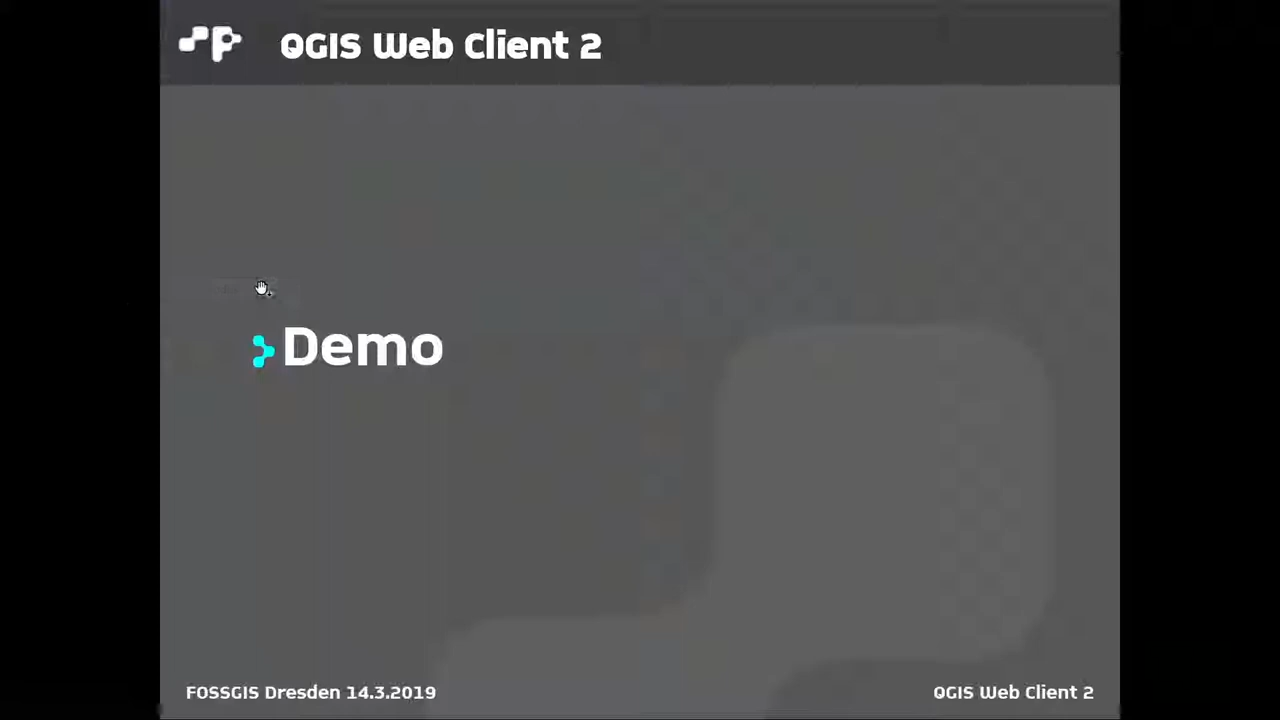 QGIS Web Client 2
Demo
FOSSGIS Dresden 14.3.2019
QGIS Web Client 2